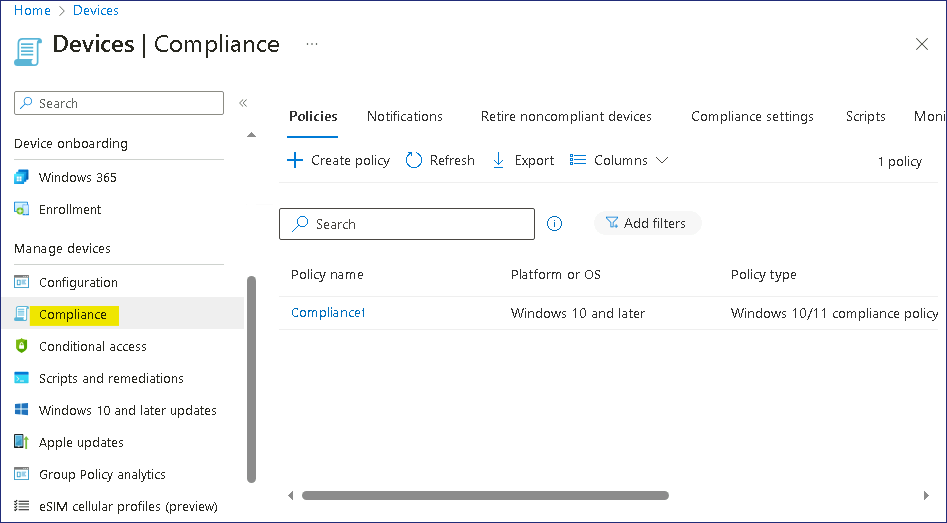 Home > Devices
Devices | Compliance ...
Search «
Device onboarding
Windows 365
Enrollment
Manage devices
Configuration
Compliance
Conditional access
Scripts and remediations
Windows 10 and later updates
Apple updates
Group Policy analytics
eSIM cellular profiles (preview)
Policies Notifications Retire noncompliant devices Compliance settings Scripts Moni
Create policy Refresh Export Columns 1 policy
Search Add filters
Policy name Platform or OS Policy type
Compliance1 Windows 10 and later Windows 10/11 compliance policy